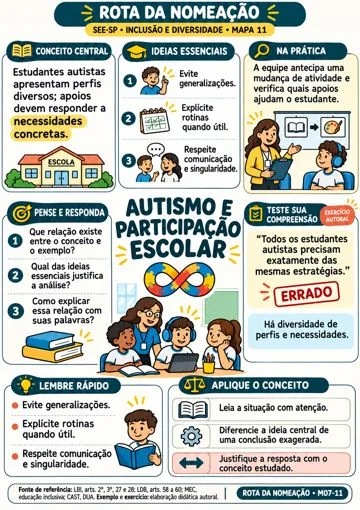 ROTA DA NOMEAÇÃO
SEE-SP • INCLUSÃO E DIVERSIDADE • MAPA 11
CONCEITO CENTRAL
Estudantes autistas
apresentam perfis
diversos; apoios
devem responder a
necessidades
concretas.
ESCOLA
IDEIAS ESSENCIAIS
1
Evite
generalizações.
2
Explicite
rotinas
quando útil.
3
Respeite
comunicação
e singularidade.
NA PRÁTICA
A equipe antecipa uma
mudança de atividade e
verifica quais apoios
ajudam o estudante.
PENSE E RESPONDA
1
Que relação existe
entre o conceito e
o exemplo?
2
Qual das ideias
essenciais justifica
a análise?
3
Como explicar
essa relação com
suas palavras?
AUTISMO E
PARTICIPAÇÃO
ESCOLAR
TESTE SUA
COMPREENSÃO
EXERCÍCIO
AUTORAL
"Todos os estudantes
autistas precisam
exatamente das
mesmas estratégias."
ERRADO
Há diversidade de
perfis e necessidades.
LEMBRE RÁPIDO
Evite generalizações.
Explicite rotinas
quando útil.
Respeite comunicação
e singularidade.
APLIQUE O CONCEITO
Leia a situação com atenção.
Diferencie a ideia central de
uma conclusão exagerada.
Justifique a resposta com o
conceito estudado.
Fonte de referência: LBI, arts. 2º, 3º, 27 e 28; LDB, arts. 58 a 60; MEC,
educação inclusiva; CAST, DUA. Exemplo e exercício: elaboração didática autoral.
ROTA DA NOMEAÇÃO - M07-11